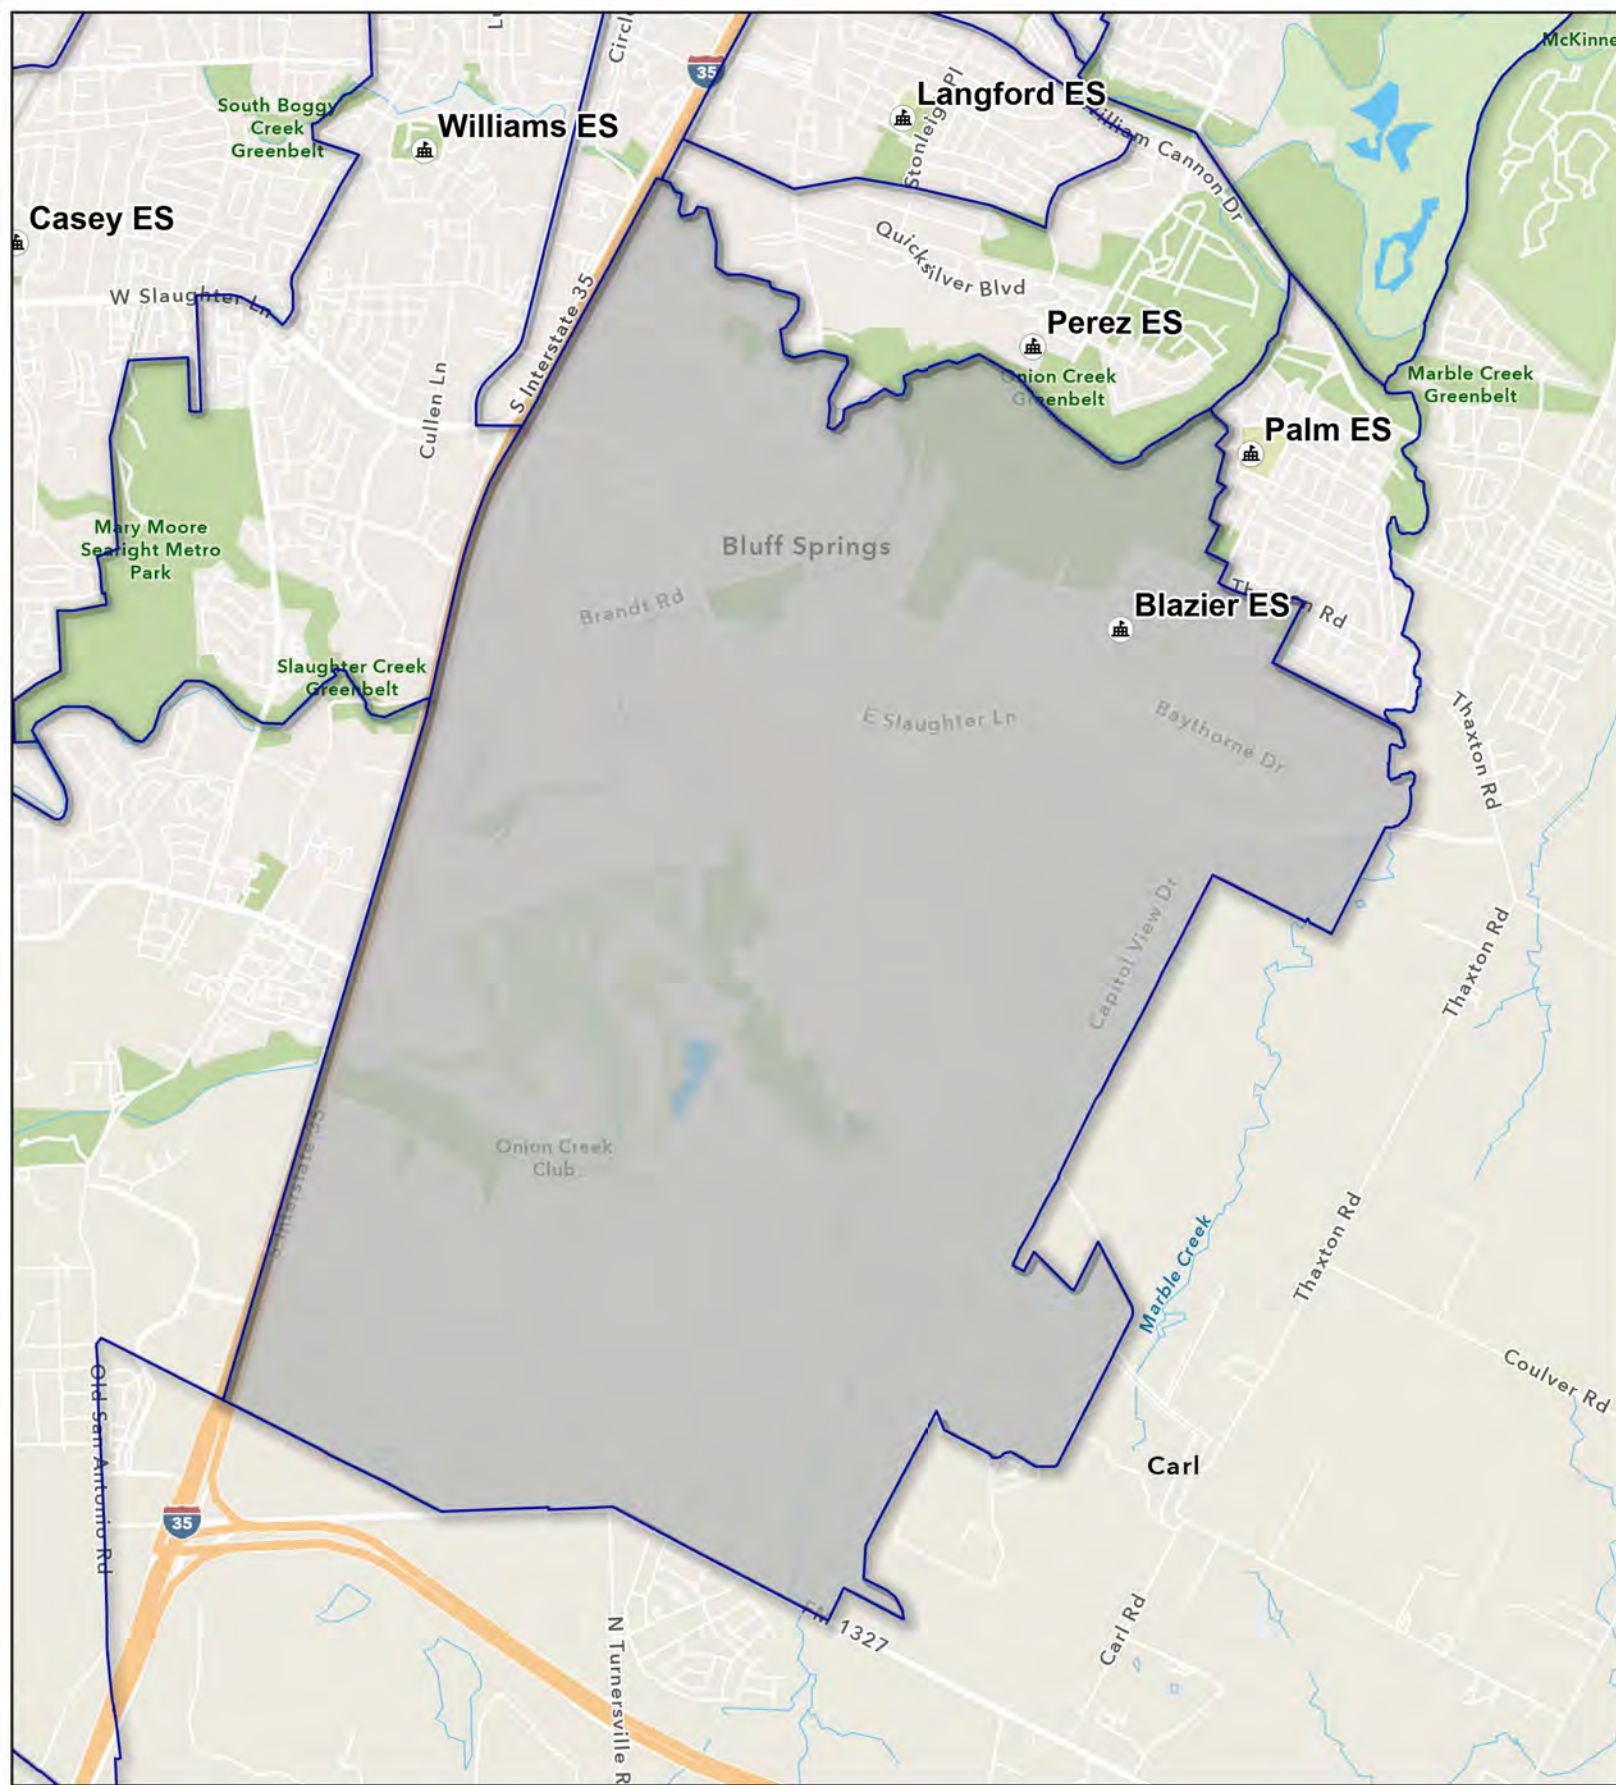 McKinne
35
Langford ES
South Boggy
Creek
Greenbelt
Williams ES
Stonleigh Pl
William Cannon Dr
Casey ES
Quicksilver Blvd
W Slaughter Ln
S Interstate 35
Perez ES
Onion Creek
Greenbelt
Marble Creek
Greenbelt
Cullen Ln
Palm ES
Mary Moore
Searight Metro
Park
Bluff Springs
Brandt Rd
Blazier ES
Rd
Slaughter Creek
Greenbelt
E Slaughter Ln
Baythorne Dr
Thaxton Rd
Capitol View Dr
Thaxton Rd
Onion Creek
Club
S Interstate 35
Marble Creek
Thaxton Rd
Coulver Rd
Old San Antonio Rd
Carl
35
FM 1327
N Turnersville R
Carl Rd